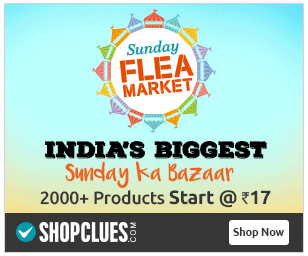 Sunday
FLEA
MARKET
INDIA'S BIGGEST
Sunday Ka Bazaar
2000+ Products Start @ ₹17
SHOPCLUES.COM
Shop Now